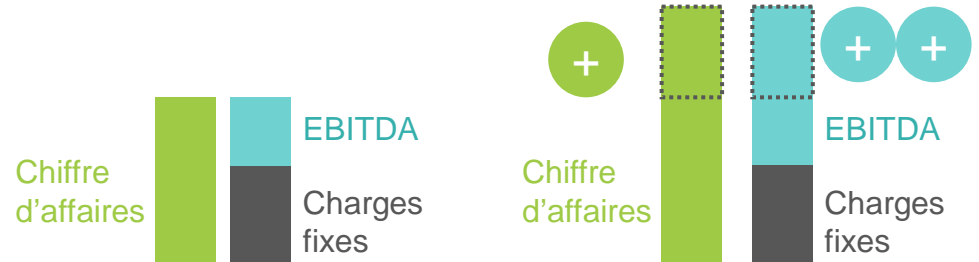 EBITDA
Chiffre
d’affaires
Charges
fixes
+
+
+
EBITDA
Chiffre
d’affaires
Charges
fixes